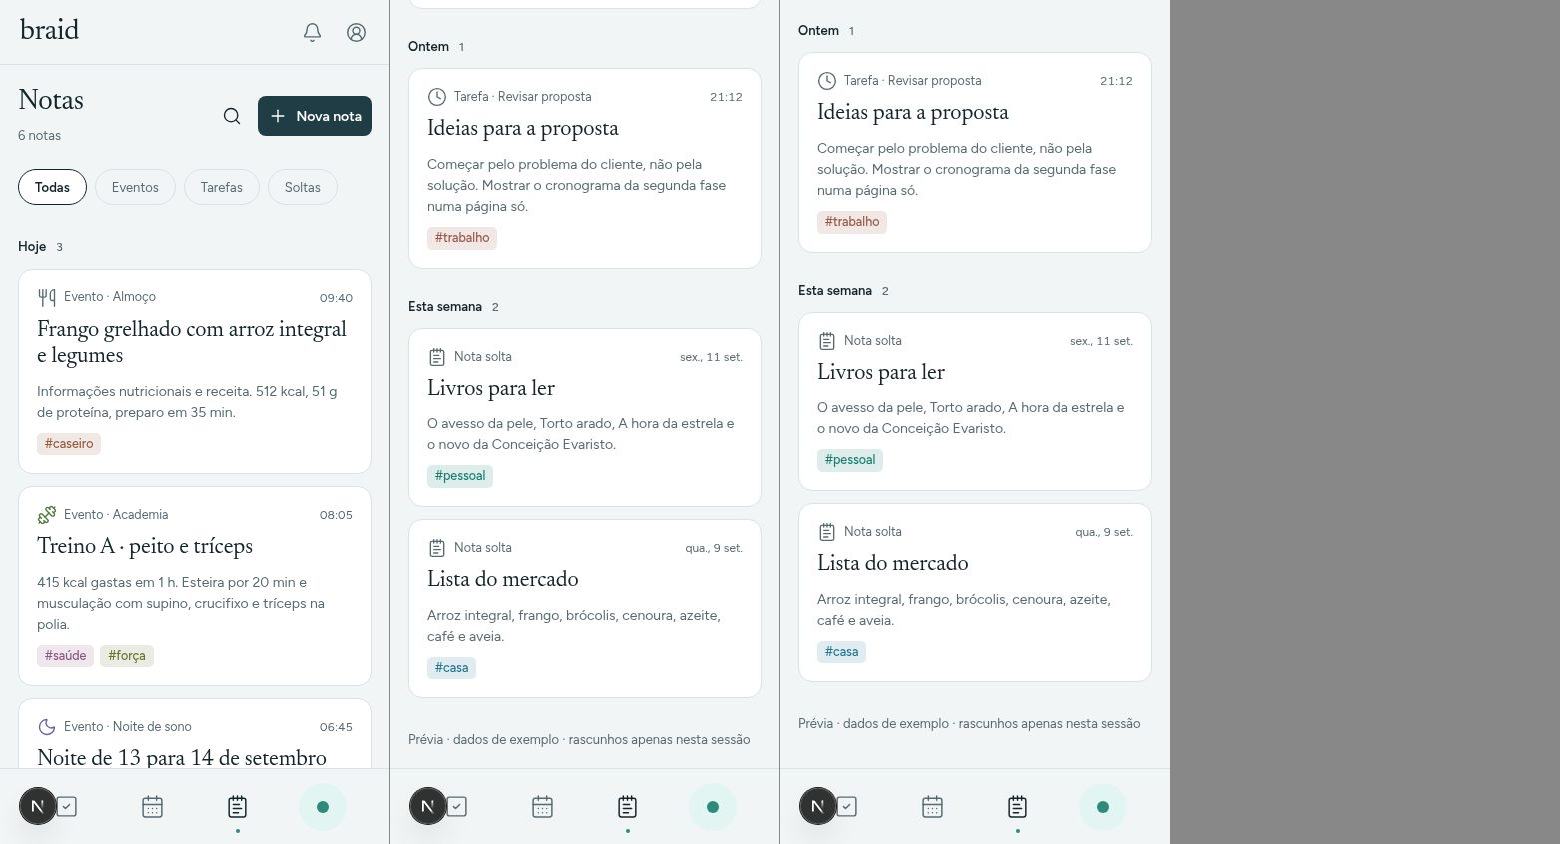 braid
Notas
6 notas
Nova nota
Todas
Eventos
Tarefas
Soltas
Hoje 3
Evento · Almoço 09:40
Frango grelhado com arroz integral
e legumes
Informações nutricionais e receita. 512 kcal, 51 g
de proteína, preparo em 35 min.
#caseiro
Evento · Academia 08:05
Treino A · peito e tríceps
415 kcal gastas em 1 h. Esteira por 20 min e
musculação com supino, crucifixo e tríceps na
polia.
#saúde #força
Evento · Noite de sono 06:45
Noite de 13 para 14 de setembro
N
Ontem 1
Tarefa · Revisar proposta 21:12
Ideias para a proposta
Começar pelo problema do cliente, não pela
solução. Mostrar o cronograma da segunda fase
numa página só.
#trabalho
Esta semana 2
Nota solta sex., 11 set.
Livros para ler
O avesso da pele, Torto arado, A hora da estrela e
o novo da Conceição Evaristo.
#pessoal
Nota solta qua., 9 set.
Lista do mercado
Arroz integral, frango, brócolis, cenoura, azeite,
café e aveia.
#casa
Prévia · dados de exemplo · rascunhos apenas nesta sessão
N
Ontem 1
Tarefa · Revisar proposta 21:12
Ideias para a proposta
Começar pelo problema do cliente, não pela
solução. Mostrar o cronograma da segunda fase
numa página só.
#trabalho
Esta semana 2
Nota solta sex., 11 set.
Livros para ler
O avesso da pele, Torto arado, A hora da estrela e
o novo da Conceição Evaristo.
#pessoal
Nota solta qua., 9 set.
Lista do mercado
Arroz integral, frango, brócolis, cenoura, azeite,
café e aveia.
#casa
Prévia · dados de exemplo · rascunhos apenas nesta sessão
N